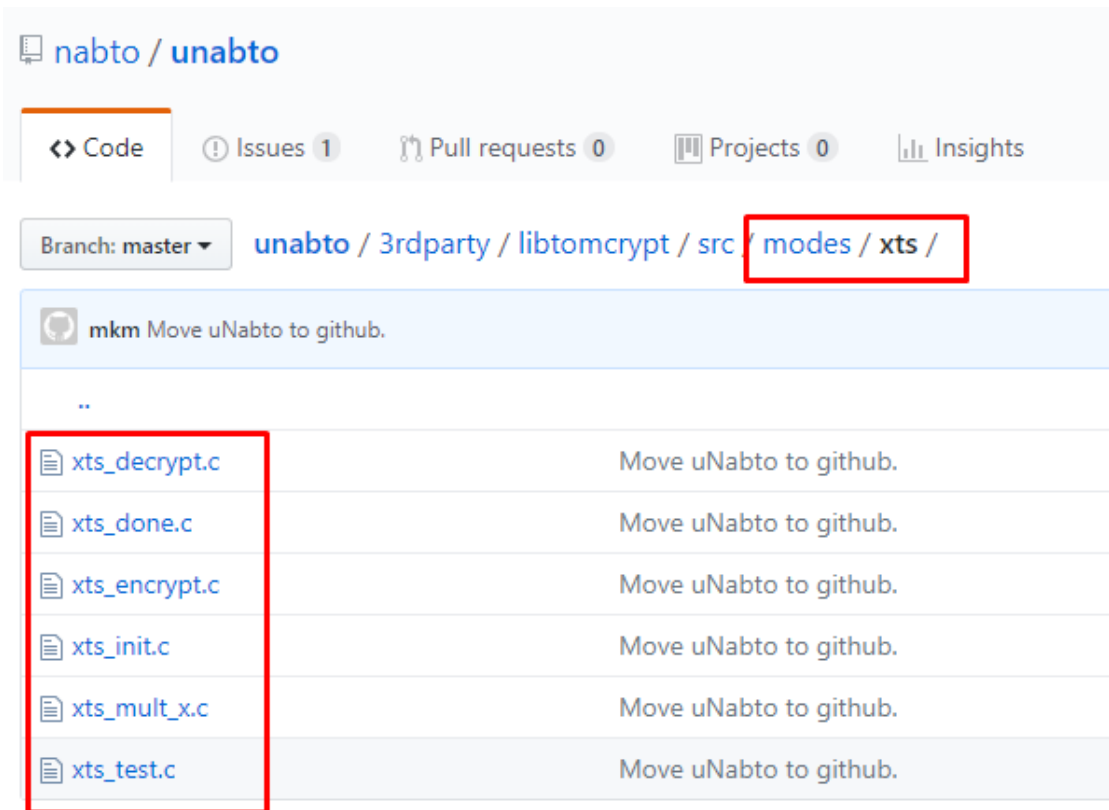 nabto / unabto
Code Issues 1 Pull requests 0 Projects 0 Insights
Branch: master unabto / 3rdparty / libtomcrypt / src / modes / xts /
mkm Move uNabto to github.
..
xts_decrypt.c Move uNabto to github.
xts_done.c Move uNabto to github.
xts_encrypt.c Move uNabto to github.
xts_init.c Move uNabto to github.
xts_mult_x.c Move uNabto to github.
xts_test.c Move uNabto to github.